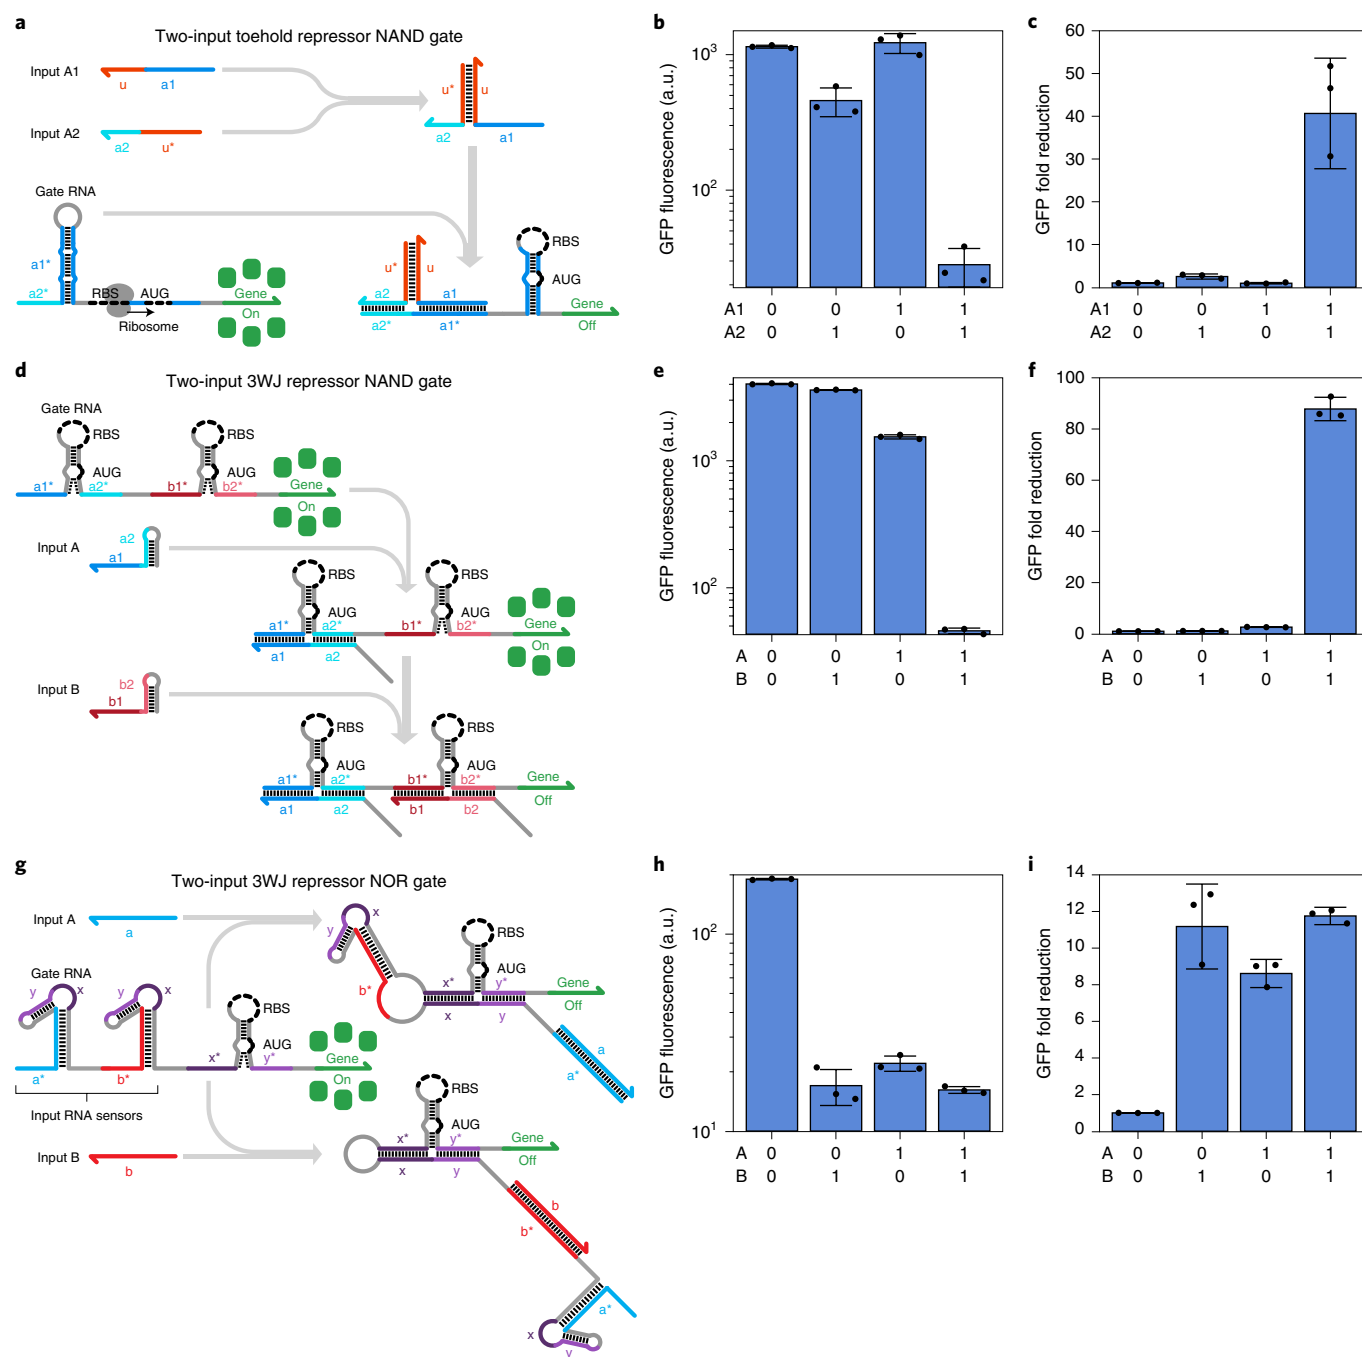 a
Two-input toehold repressor NAND gate
Input A1
u
a1
Input A2
a2
u*
u*
u
a2
a1
Gate RNA
a1*
a2*
RBS
AUG
Ribosome
Gene
On
u*
u
a2
a1
a2*
a1*
RBS
AUG
Gene
Off
b
GFP fluorescence (a.u.)
10³
10²
A1 0 0 1 1
A2 0 1 0 1
c
GFP fold reduction
60
50
40
30
20
10
0
A1 0 0 1 1
A2 0 1 0 1
d
Two-input 3WJ repressor NAND gate
Gate RNA
RBS
RBS
AUG
AUG
a1*
a2*
b1*
b2*
Gene
On
Input A
a2
a1
RBS
RBS
AUG
AUG
a1*
a2*
b1*
b2*
a1
a2
Gene
On
Input B
b2
b1
RBS
RBS
AUG
AUG
a1*
a2*
b1*
b2*
a1
a2
b1
b2
Gene
Off
e
GFP fluorescence (a.u.)
10³
10²
A 0 0 1 1
B 0 1 0 1
f
GFP fold reduction
100
80
60
40
20
0
A 0 0 1 1
B 0 1 0 1
g
Two-input 3WJ repressor NOR gate
Input A
a
Gate RNA
y
x
y
x
RBS
AUG
a*
b*
x*
y*
Gene
On
Input RNA sensors
Input B
b
y
x
b*
RBS
AUG
x*
y*
x
y
Gene
Off
a
a*
RBS
AUG
x*
y*
x
y
Gene
Off
b
b*
a*
x
y
h
GFP fluorescence (a.u.)
10²
10¹
A 0 0 1 1
B 0 1 0 1
i
GFP fold reduction
14
12
10
8
6
4
2
0
A 0 0 1 1
B 0 1 0 1